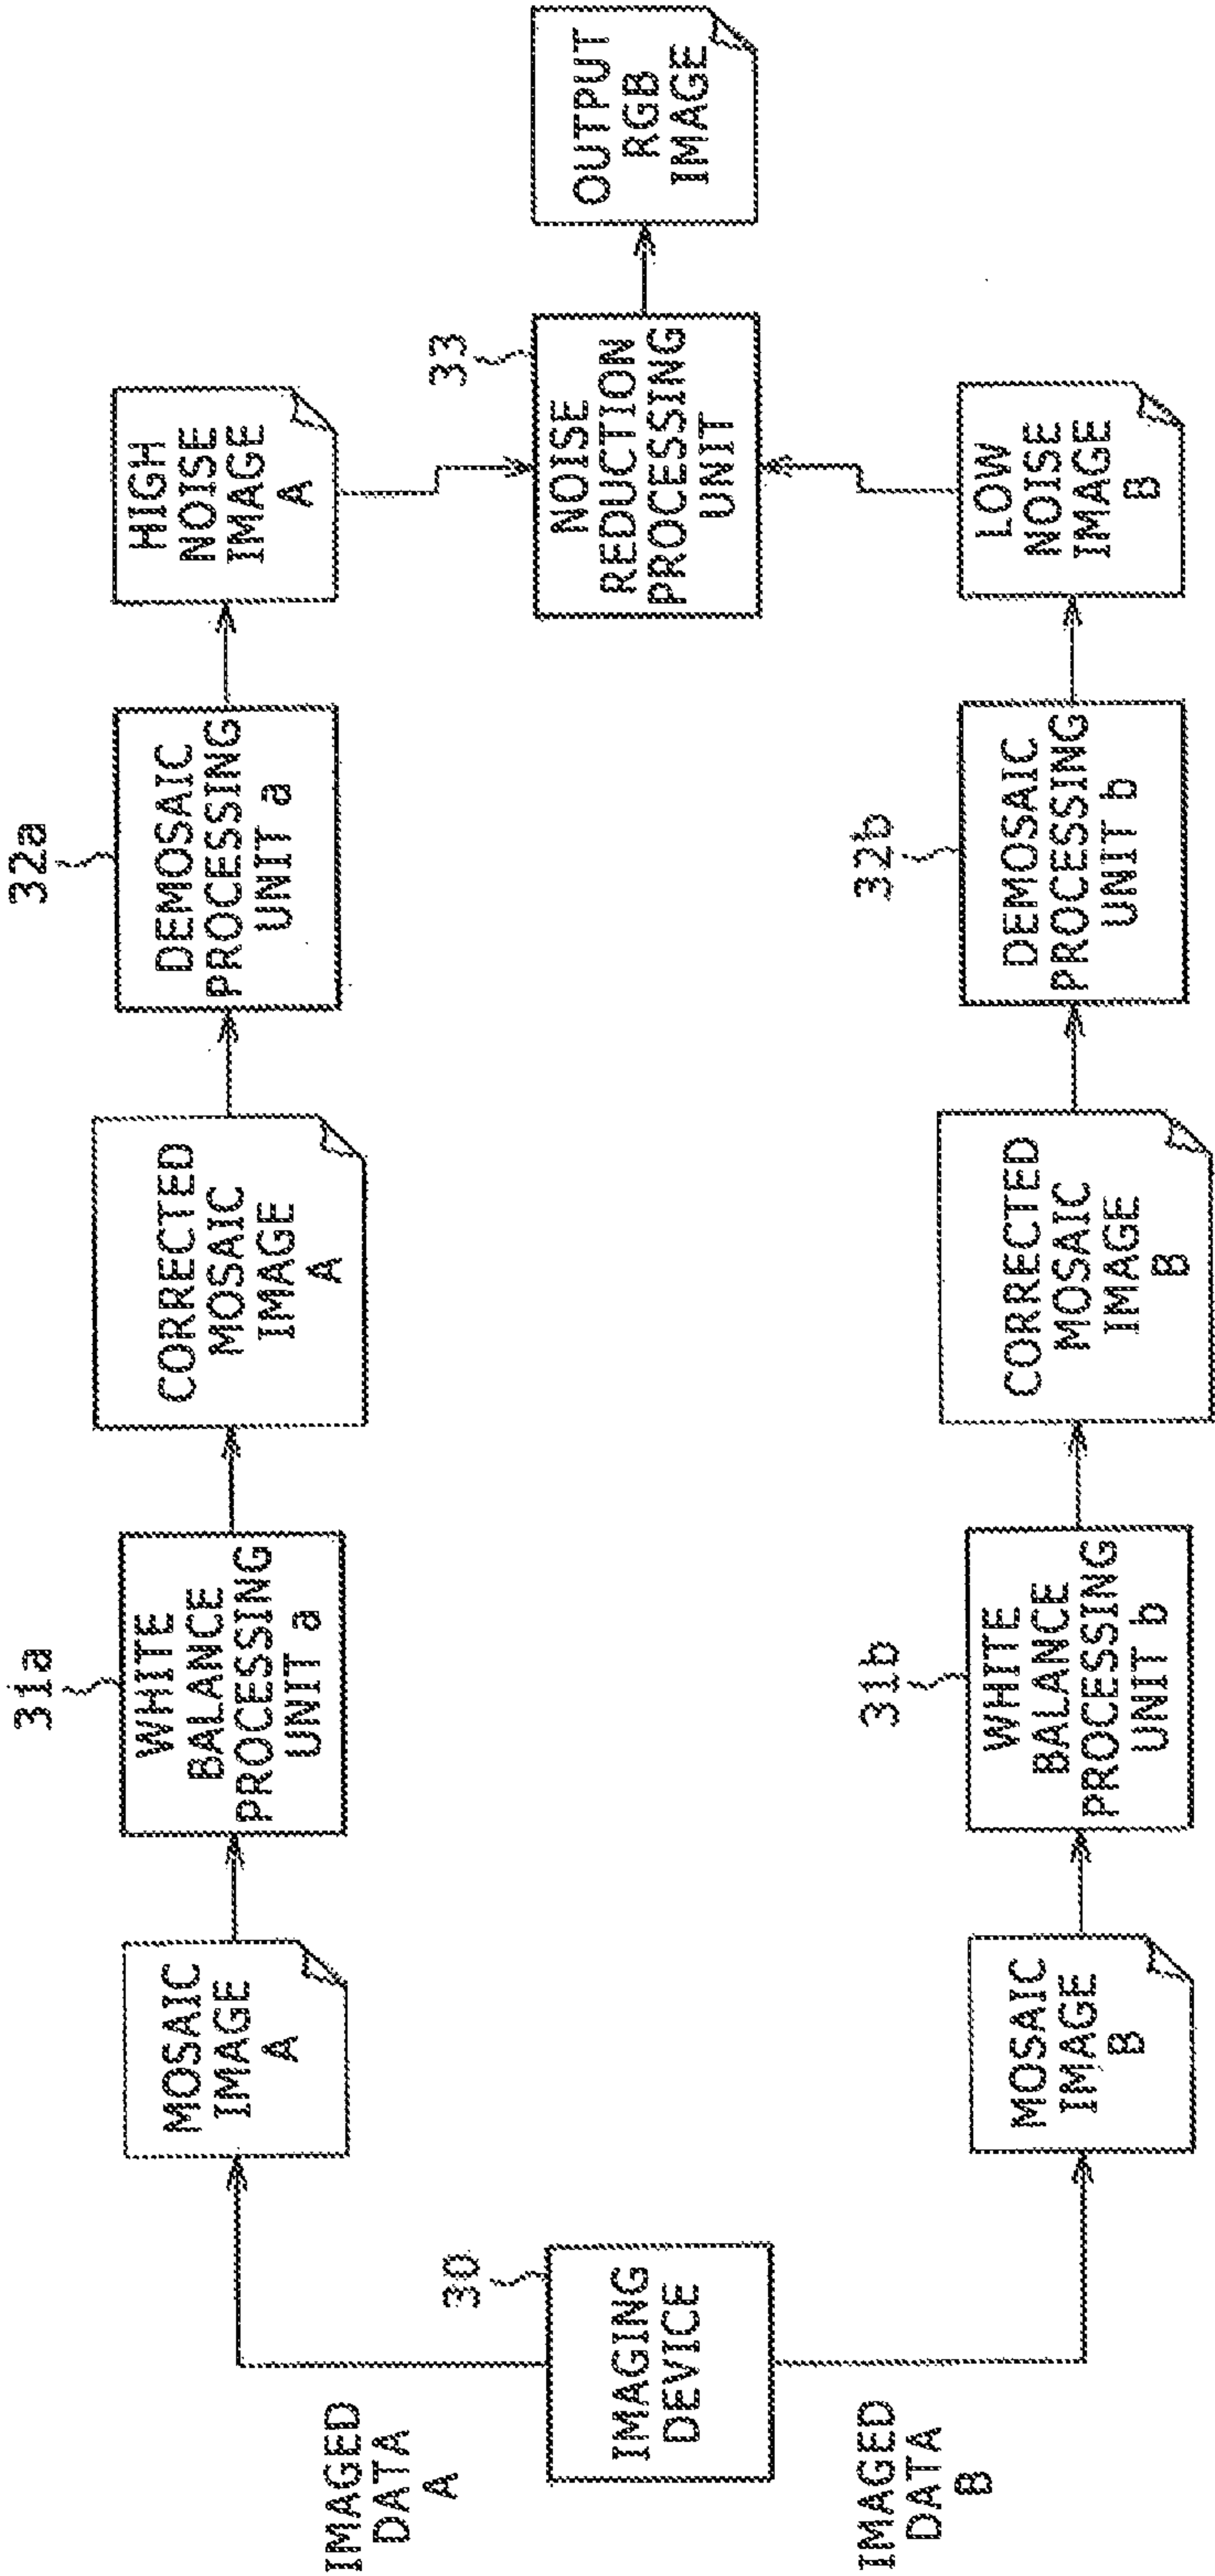 IMAGED
DATA
A
IMAGED
DATA
B
30
IMAGING
DEVICE
MOSAIC
IMAGE
A
31a
WHITE
BALANCE
PROCESSING
UNIT a
CORRECTED
MOSAIC
IMAGE
A
32a
DEMOSAIC
PROCESSING
UNIT a
HIGH
NOISE
IMAGE
A
MOSAIC
IMAGE
B
31b
WHITE
BALANCE
PROCESSING
UNIT b
CORRECTED
MOSAIC
IMAGE
B
32b
DEMOSAIC
PROCESSING
UNIT b
LOW
NOISE
IMAGE
B
33
NOISE
REDUCTION
PROCESSING
UNIT
OUTPUT
RGB
IMAGE